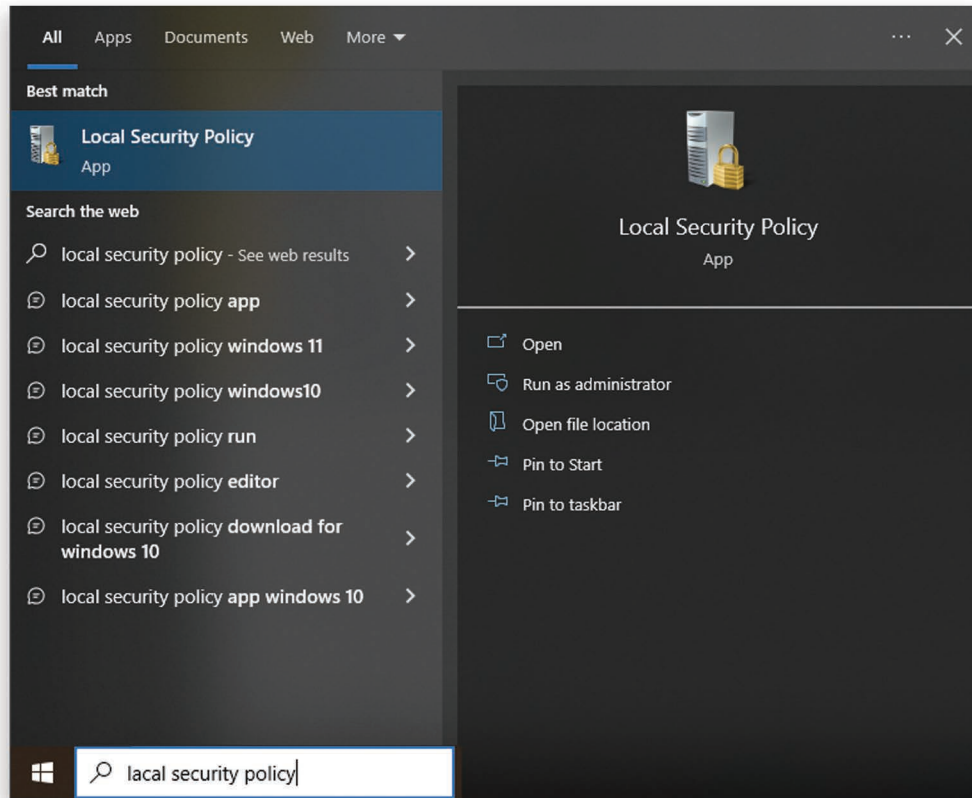 All Apps Documents Web More
Best match
Local Security Policy
App
Search the web
local security policy - See web results
local security policy app
local security policy windows 11
local security policy windows10
local security policy run
local security policy editor
local security policy download for
windows 10
local security policy app windows 10
Local Security Policy
App
Open
Run as administrator
Open file location
Pin to Start
Pin to taskbar
lacal security policy